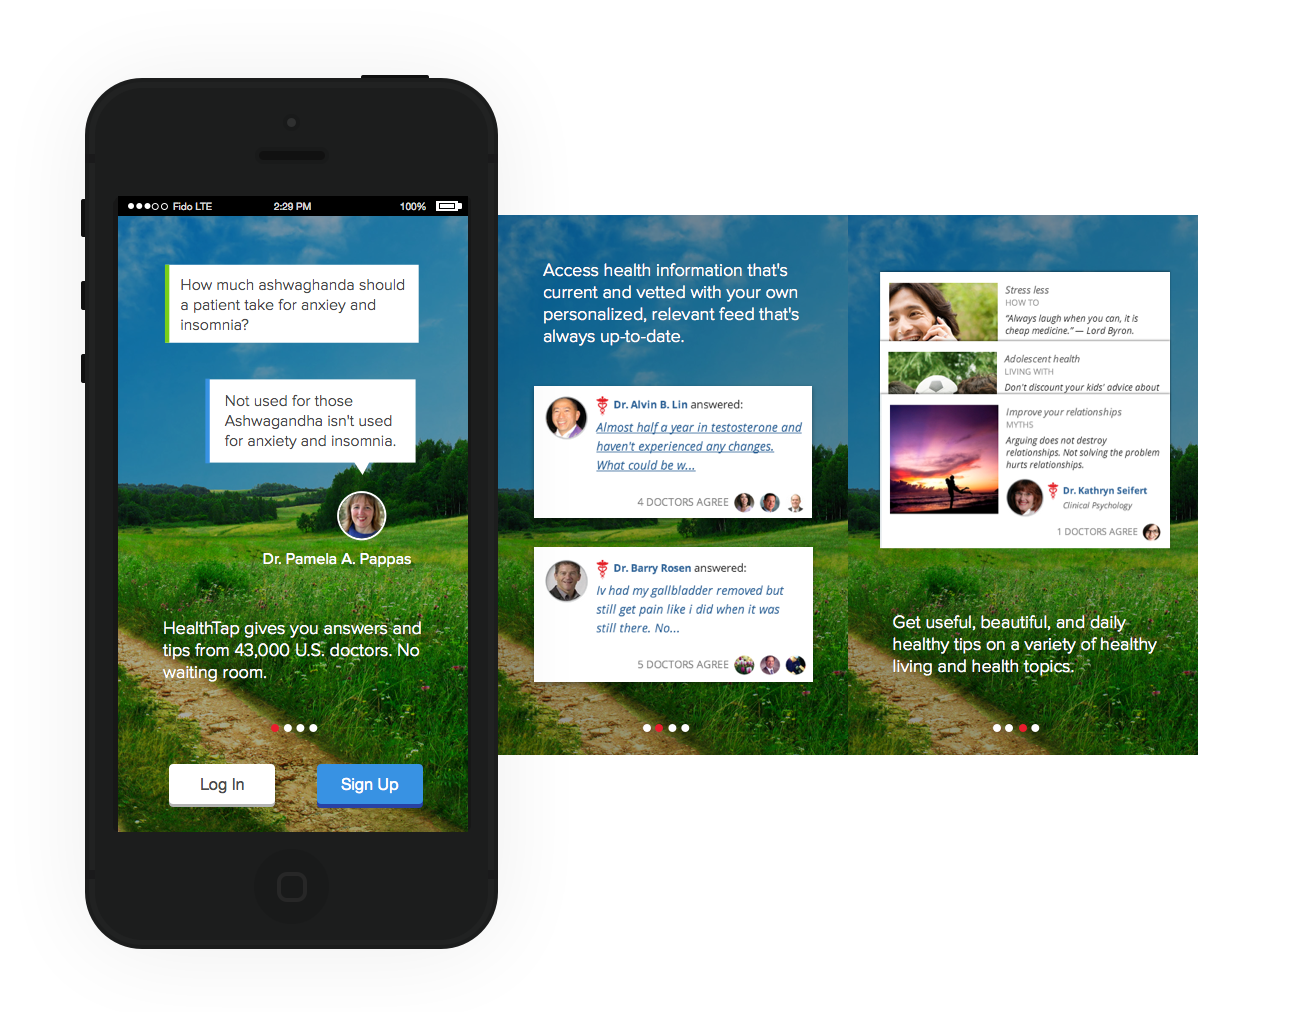 Fido LTE 2:29 PM 100%
How much ashwaghanda should
a patient take for anxiey and
insomnia?
Not used for those
Ashwagandha isn't used
for anxiety and insomnia.
Dr. Pamela A. Pappas
HealthTap gives you answers and
tips from 43,000 U.S. doctors. No
waiting room.
Log In
Sign Up
Access health information that's
current and vetted with your own
personalized, relevant feed that's
always up-to-date.
Dr. Alvin B. Lin answered:
Almost half a year in testosterone and
haven't experienced any changes.
What could be w...
4 DOCTORS AGREE
Dr. Barry Rosen answered:
Iv had my gallbladder removed but
still get pain like i did when it was
still there. No...
5 DOCTORS AGREE
Stress less
HOW TO
"Always laugh when you can, it is
cheap medicine." — Lord Byron.
Adolescent health
LIVING WITH
Don't discount your kids' advice about
Improve your relationships
MYTHS
Arguing does not destroy
relationships. Not solving the problem
hurts relationships.
Dr. Kathryn Seifert
Clinical Psychology
1 DOCTORS AGREE
Get useful, beautiful, and daily
healthy tips on a variety of healthy
living and health topics.